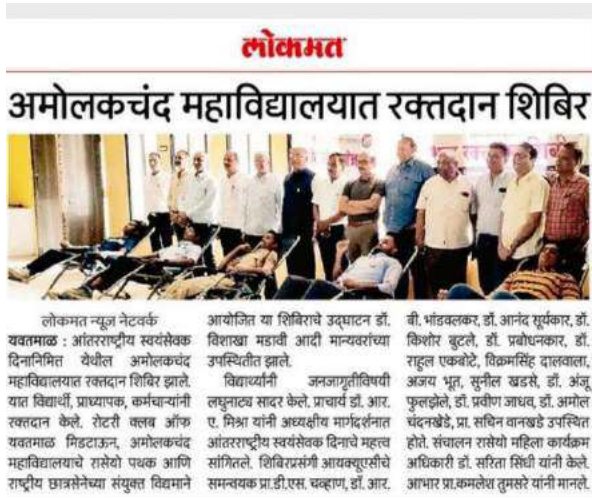 लोकमत
अमोलकचंद महाविद्यालयात रक्तदान शिबिर
लोकमत न्यूज नेटवर्क
यवतमाळ : आंतरराष्ट्रीय स्वयंसेवक
दिनानिमित्त येथील अमोलकचंद
महाविद्यालयात रक्तदान शिबिर झाले.
यात विद्यार्थी, प्राध्यापक, कर्मचाऱ्यांनी
रक्तदान केले. रोटरी क्लब ऑफ
यवतमाळ मिडटाऊन, अमोलकचंद
महाविद्यालयाचे रासेयो पथक आणि
राष्ट्रीय छात्रसेनेच्या संयुक्त विद्यमाने
आयोजित या शिबिराचे उद्घाटन डॉ.
विशाखा मडावी आदी मान्यवरांच्या
उपस्थितीत झाले.
विद्यार्थ्यांनी जनजागृतीविषयी
लघुनाट्य सादर केले. प्राचार्य डॉ. आर.
ए. मिश्रा यांनी अध्यक्षीय मार्गदर्शनात
आंतरराष्ट्रीय स्वयंसेवक दिनाचे महत्त्व
सांगितले. शिबिरप्रसंगी आयक्यूएसीचे
समन्वयक प्रा.डी.एस. चव्हाण, डॉ. आर.
बी. भांडवलकर, डॉ. आनंद सूर्यकार, डॉ.
किशोर बुटले, डॉ. प्रबोधनकार, डॉ.
राहुल एकबोटे, विक्रमसिंह दालवाला,
अजय भूत, सुनील खडसे, डॉ. अंजू
फुलझेले, डॉ. प्रवीण जाधव, डॉ. अमोल
चंदनखेडे, प्रा. सचिन वानखडे उपस्थित
होते. संचालन रासेयो महिला कार्यक्रम
अधिकारी डॉ. सरिता सिंधी यांनी केले.
आभार प्रा.कमलेश तुमसरे यांनी मानले.